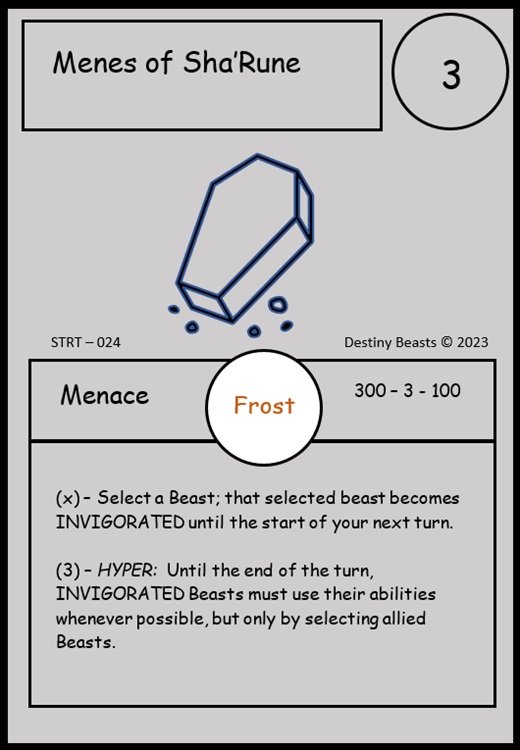 Menes of Sha'Rune
3
STRT – 024
Destiny Beasts © 2023
Menace
Frost
300 – 3 - 100
(x) – Select a Beast; that selected beast becomes
INVIGORATED until the start of your next turn.
(3) – HYPER: Until the end of the turn,
INVIGORATED Beasts must use their abilities
whenever possible, but only by selecting allied
Beasts.